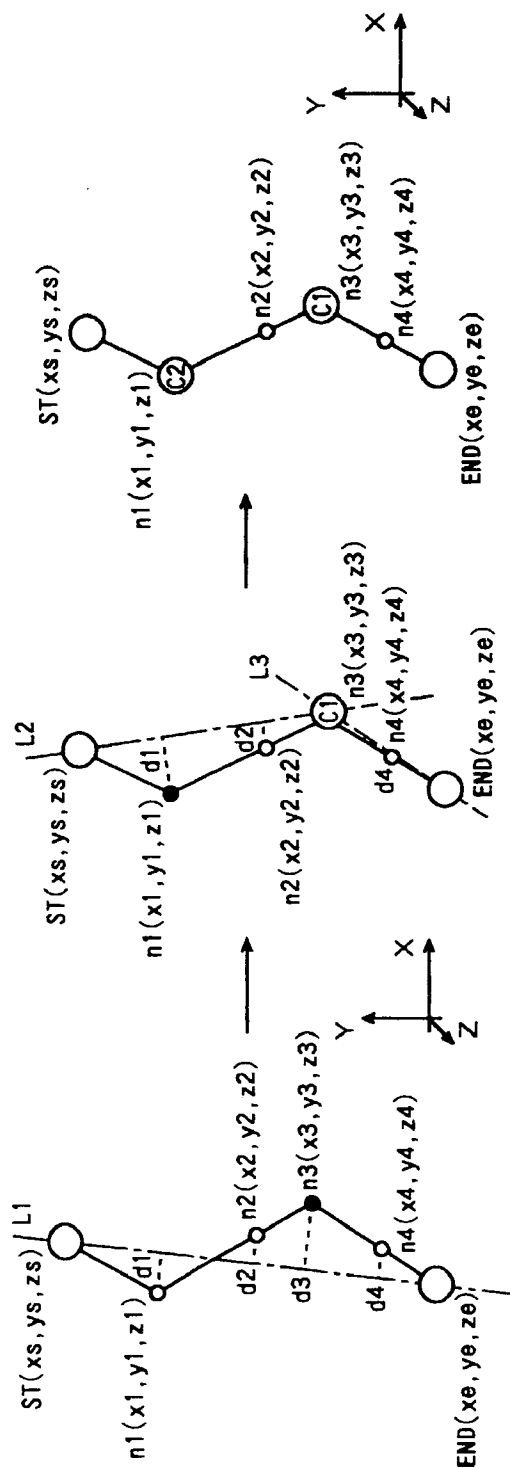 ST(xs,ys,zs)
L1
n1(x1,y1,z1)
d1
n2(x2,y2,z2)
d2
n3(x3,y3,z3)
d3
n4(x4,y4,z4)
d4
END(xe,ye,ze)
Y
X
Z
L2
ST(xs,ys,zs)
d1
n1(x1,y1,z1)
d2
n2(x2,y2,z2)
L3
C1
n3(x3,y3,z3)
n4(x4,y4,z4)
d4
END(xe,ye,ze)
ST(xs,ys,zs)
C2
n1(x1,y1,z1)
n2(x2,y2,z2)
C1
n3(x3,y3,z3)
n4(x4,y4,z4)
END(xe,ye,ze)
Y
X
Z